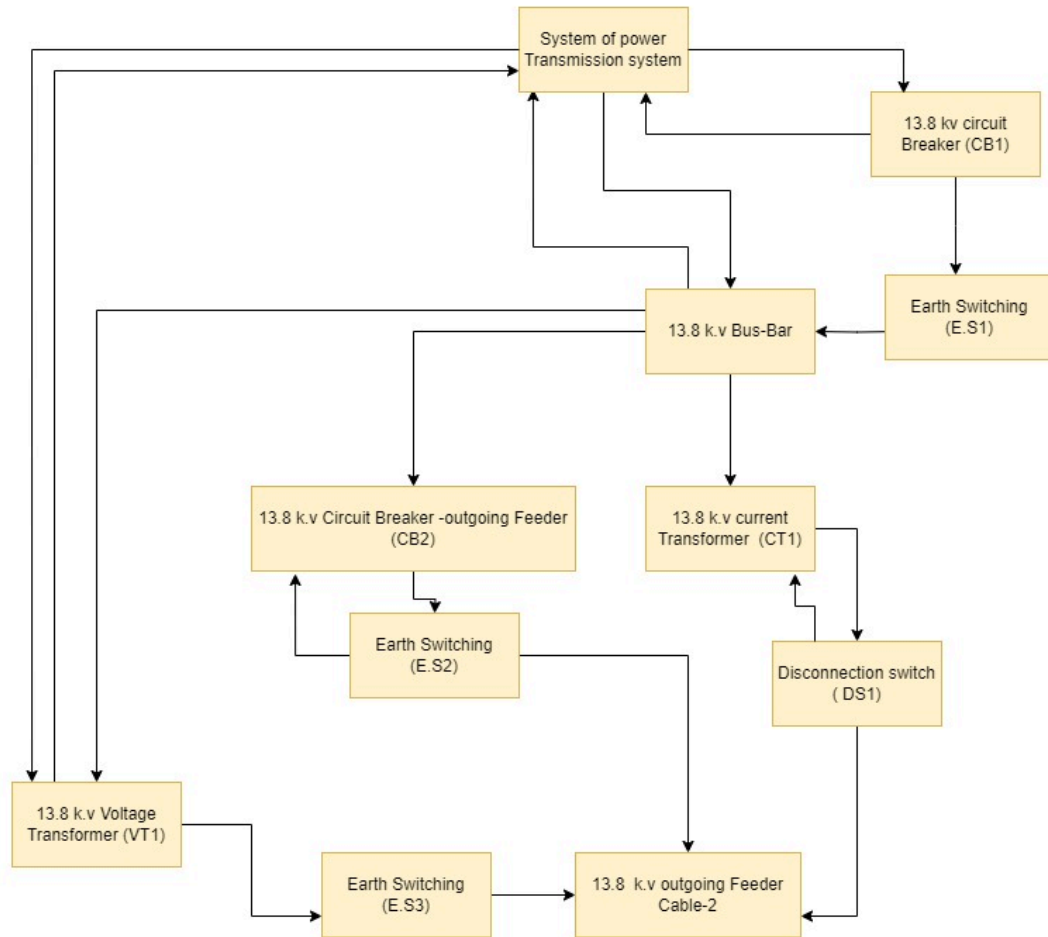 System of power
Transmission system
13.8 kv circuit
Breaker (CB1)
Earth Switching
(E.S1)
13.8 k.v Bus-Bar
13.8 k.v Circuit Breaker -outgoing Feeder
(CB2)
13.8 k.v current
Transformer (CT1)
Earth Switching
(E.S2)
Disconnection switch
( DS1)
13.8 k.v Voltage
Transformer (VT1)
Earth Switching
(E.S3)
13.8 k.v outgoing Feeder
Cable-2